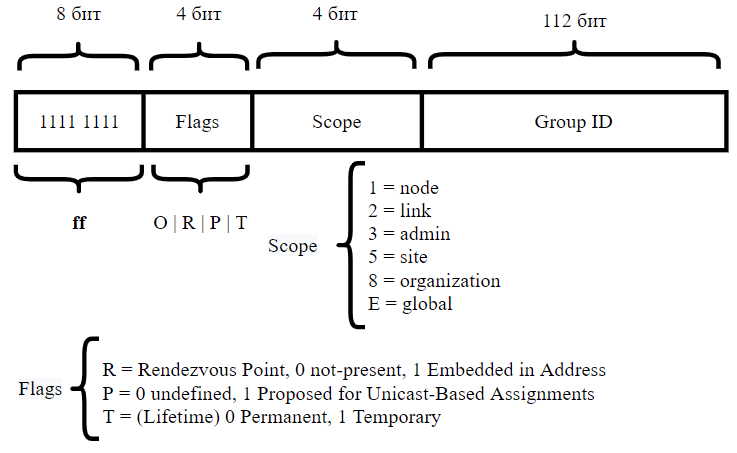 8 бит 4 бит 4 бит 112 бит
1111 1111 Flags Scope Group ID
ff O | R | P | T
Scope
1 = node
2 = link
3 = admin
5 = site
8 = organization
E = global
Flags
R = Rendezvous Point, 0 not-present, 1 Embedded in Address
P = 0 undefined, 1 Proposed for Unicast-Based Assignments
T = (Lifetime) 0 Permanent, 1 Temporary